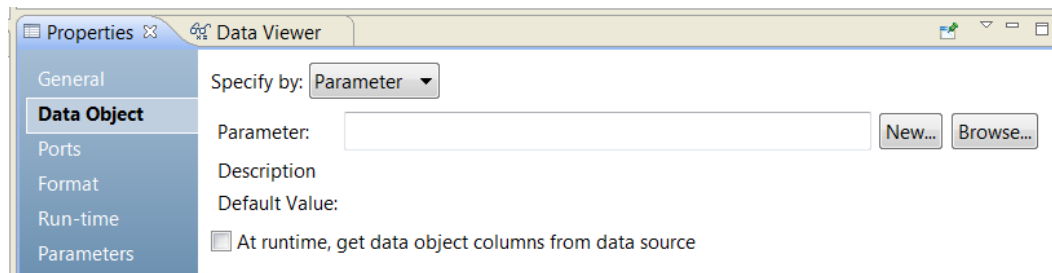 Properties Data Viewer
General
Specify by: Parameter
Data Object
Parameter: New... Browse...
Ports
Description
Format
Default Value:
Run-time
At runtime, get data object columns from data source
Parameters